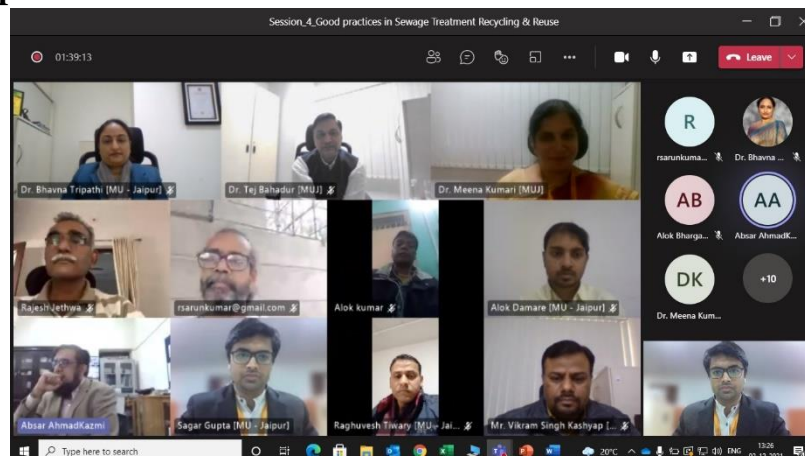 Session_4_Good practices in Sewage Treatment Recycling & Reuse
01:39:13
Leave
Dr. Bhavna Tripathi [MU - Jaipur]
Dr. Tej Bahadur [MUJ]
Dr. Meena Kumari [MUJ]
R
rsarunkuma...
Dr. Bhavna ...
AB
Alok Bharga...
AA
Absar AhmadK...
DK
Dr. Meena Kum...
+10
Rajesh Jethwa
rsarunkumar@gmail.com
Alok kumar
Alok Damare [MU - Jaipur]
Absar AhmadKazmi
Sagar Gupta [MU - Jaipur]
Raghuvesh Tiwary [MU - Jai...
Mr. Vikram Singh Kashyap [...
Type here to search
20°C
ENG
13:26